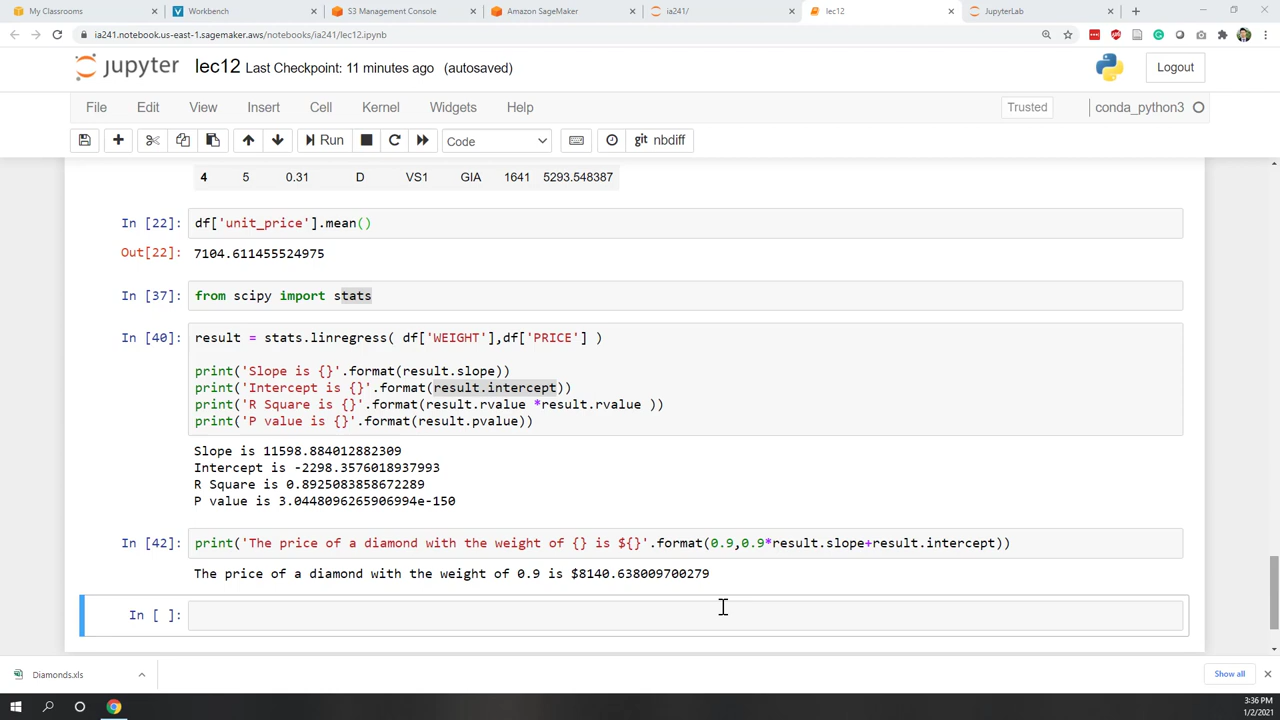 My Classrooms
Workbench
S3 Management Console
Amazon SageMaker
ia241/
lec12
JupyterLab
ia241.notebook.us-east-1.sagemaker.aws/notebooks/ia241/lec12.ipynb
jupyter lec12 Last Checkpoint: 11 minutes ago (autosaved)
Logout
File Edit View Insert Cell Kernel Widgets Help
Trusted conda_python3
Run Code git nbdiff
4 5 0.31 D VS1 GIA 1641 5293.548387
In [22]: df['unit_price'].mean()
Out[22]: 7104.611455524975
In [37]: from scipy import stats
In [40]: result = stats.linregress( df['WEIGHT'],df['PRICE'] )
print('Slope is {}'.format(result.slope))
print('Intercept is {}'.format(result.intercept))
print('R Square is {}'.format(result.rvalue *result.rvalue ))
print('P value is {}'.format(result.pvalue))
Slope is 11598.884012882309
Intercept is -2298.3576018937993
R Square is 0.8925083858672289
P value is 3.0448096265906994e-150
In [42]: print('The price of a diamond with the weight of {} is ${}'.format(0.9,0.9*result.slope+result.intercept))
The price of a diamond with the weight of 0.9 is $8140.638009700279
In [ ]:
Diamonds.xls
Show all
3:36 PM
1/2/2021